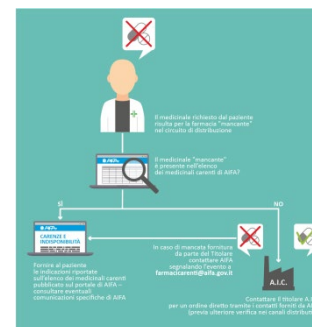 Il medicinale richiesto dal paziente
risulta per la farmacia "mancante"
nel circuito di distribuzione
AIFA
Il medicinale "mancante"
è presente nell'elenco
dei medicinali carenti di AIFA?
SÌ
NO
AIFA
CARENZE E
INDISPONIBILITÀ
Fornire al paziente
le indicazioni riportate
sull'elenco dei medicinali carenti
pubblicato sul portale di AIFA –
consultare eventuali
comunicazioni specifiche di AIFA
In caso di mancata fornitura
da parte del Titolare
contattare AIFA
segnalando l'evento a
farmacicarenti@aifa.gov.it
A.I.C.
Contattare il titolare A.I.
per un ordine diretto tramite i contatti forniti da AI
(previa ulteriore verifica nei canali distribut